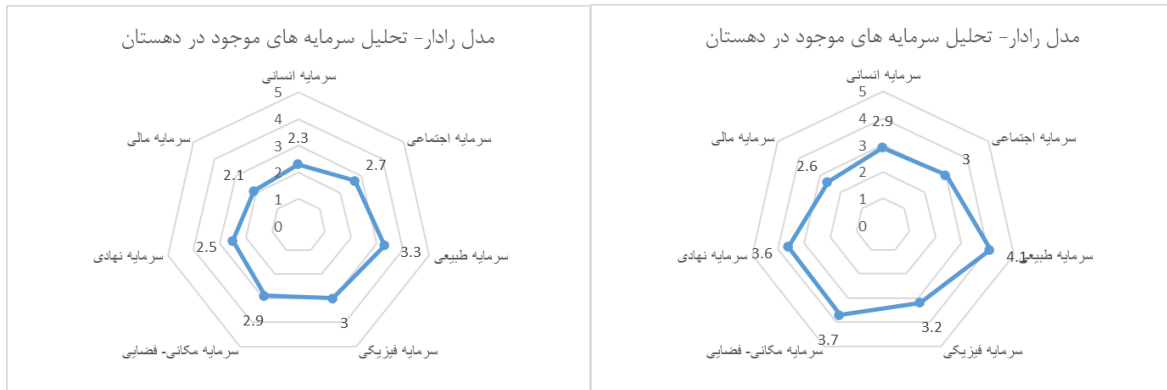 مدل رادار- تحلیل سرمایه های موجود در دهستان
سرمایه انسانی
سرمایه اجتماعی
سرمایه طبیعی
سرمایه فیزیکی
سرمایه مکانی- فضایی
سرمایه نهادی
سرمایه مالی
5
4
3
2
1
0
2.9
3
4.1
3.2
3.7
3.6
2.6
مدل رادار- تحلیل سرمایه های موجود در دهستان
سرمایه انسانی
سرمایه اجتماعی
سرمایه طبیعی
سرمایه فیزیکی
سرمایه مکانی- فضایی
سرمایه نهادی
سرمایه مالی
5
4
3
2
1
0
2.3
2.7
3.3
3
2.9
2.5
2.1